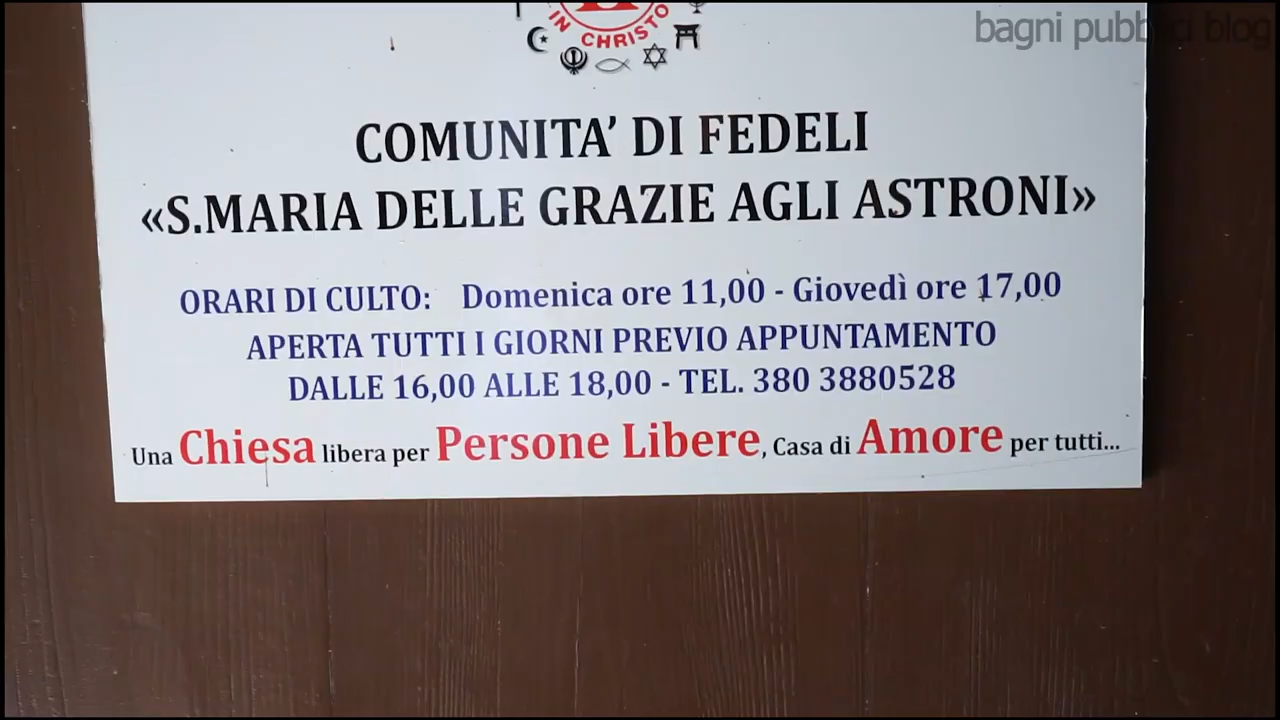 bagni pubblici blog
IN CHRISTO
COMUNITA' DI FEDELI
«S.MARIA DELLE GRAZIE AGLI ASTRONI»
ORARI DI CULTO: Domenica ore 11,00 - Giovedì ore 17,00
APERTA TUTTI I GIORNI PREVIO APPUNTAMENTO
DALLE 16,00 ALLE 18,00 - TEL. 380 3880528
Una Chiesa libera per Persone Libere, Casa di Amore per tutti...